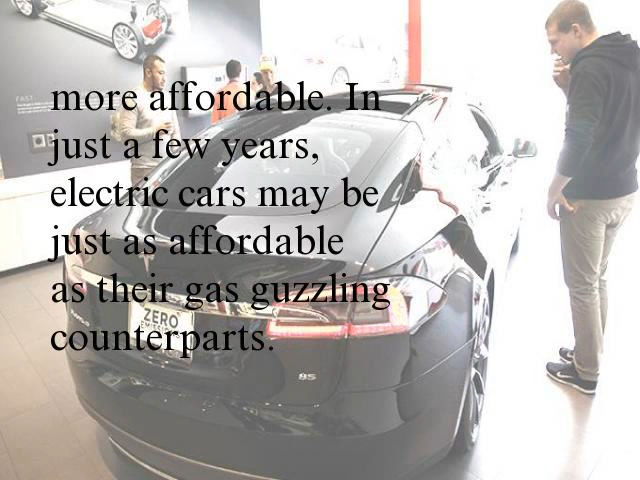 more affordable. In
just a few years,
electric cars may be
just as affordable
as their gas guzzling
counterparts.
ZERO
EMISSIONS
85